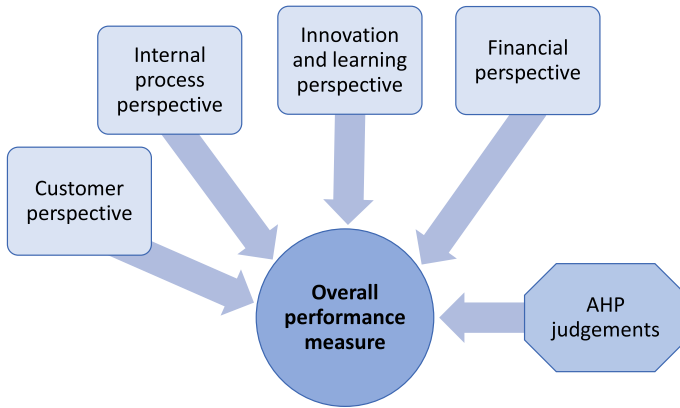 Customer
perspective
Internal
process
perspective
Innovation
and learning
perspective
Financial
perspective
Overall
performance
measure
AHP
judgements